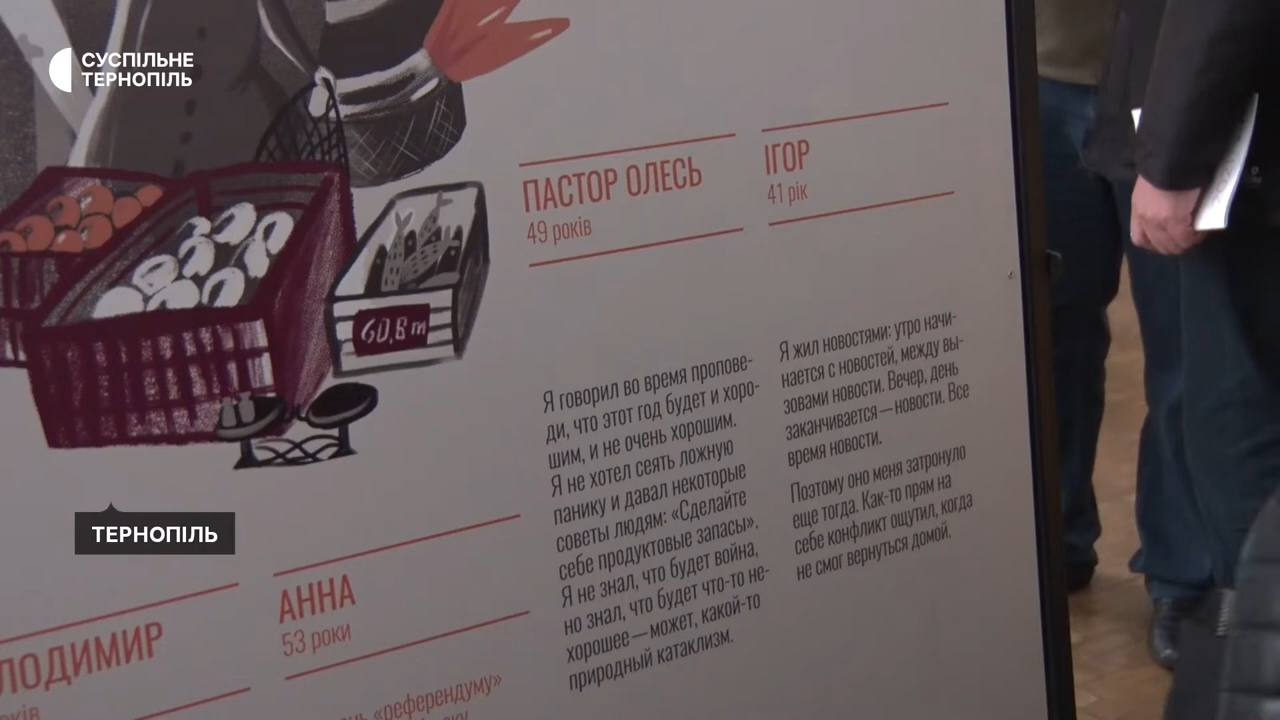 СУСПІЛЬНЕ
ТЕРНОПІЛЬ
60,8 m
ПАСТОР ОЛЕСЬ
49 років
Я говорил во время пропове-
ди, что этот год будет и хоро-
шим, и не очень хорошим.
Я не хотел сеять ложную
панику и давал некоторые
советы людям: «Сделайте
себе продуктовые запасы».
Я не знал, что будет война,
но знал, что будет что-то не-
хорошее — может, какой-то
природный катаклизм.
ІГОР
41 рік
Я жил новостями: утро начи-
нается с новостей, между вы-
зовами новости. Вечер, день
заканчивается — новости. Все
время новости.
Поэтому оно меня затронуло
еще тогда. Как-то прям на
себе конфликт ощутил, когда
не смог вернуться домой.
ТЕРНОПІЛЬ
ЛОДИМИР
АННА
53 роки
«референдуму»